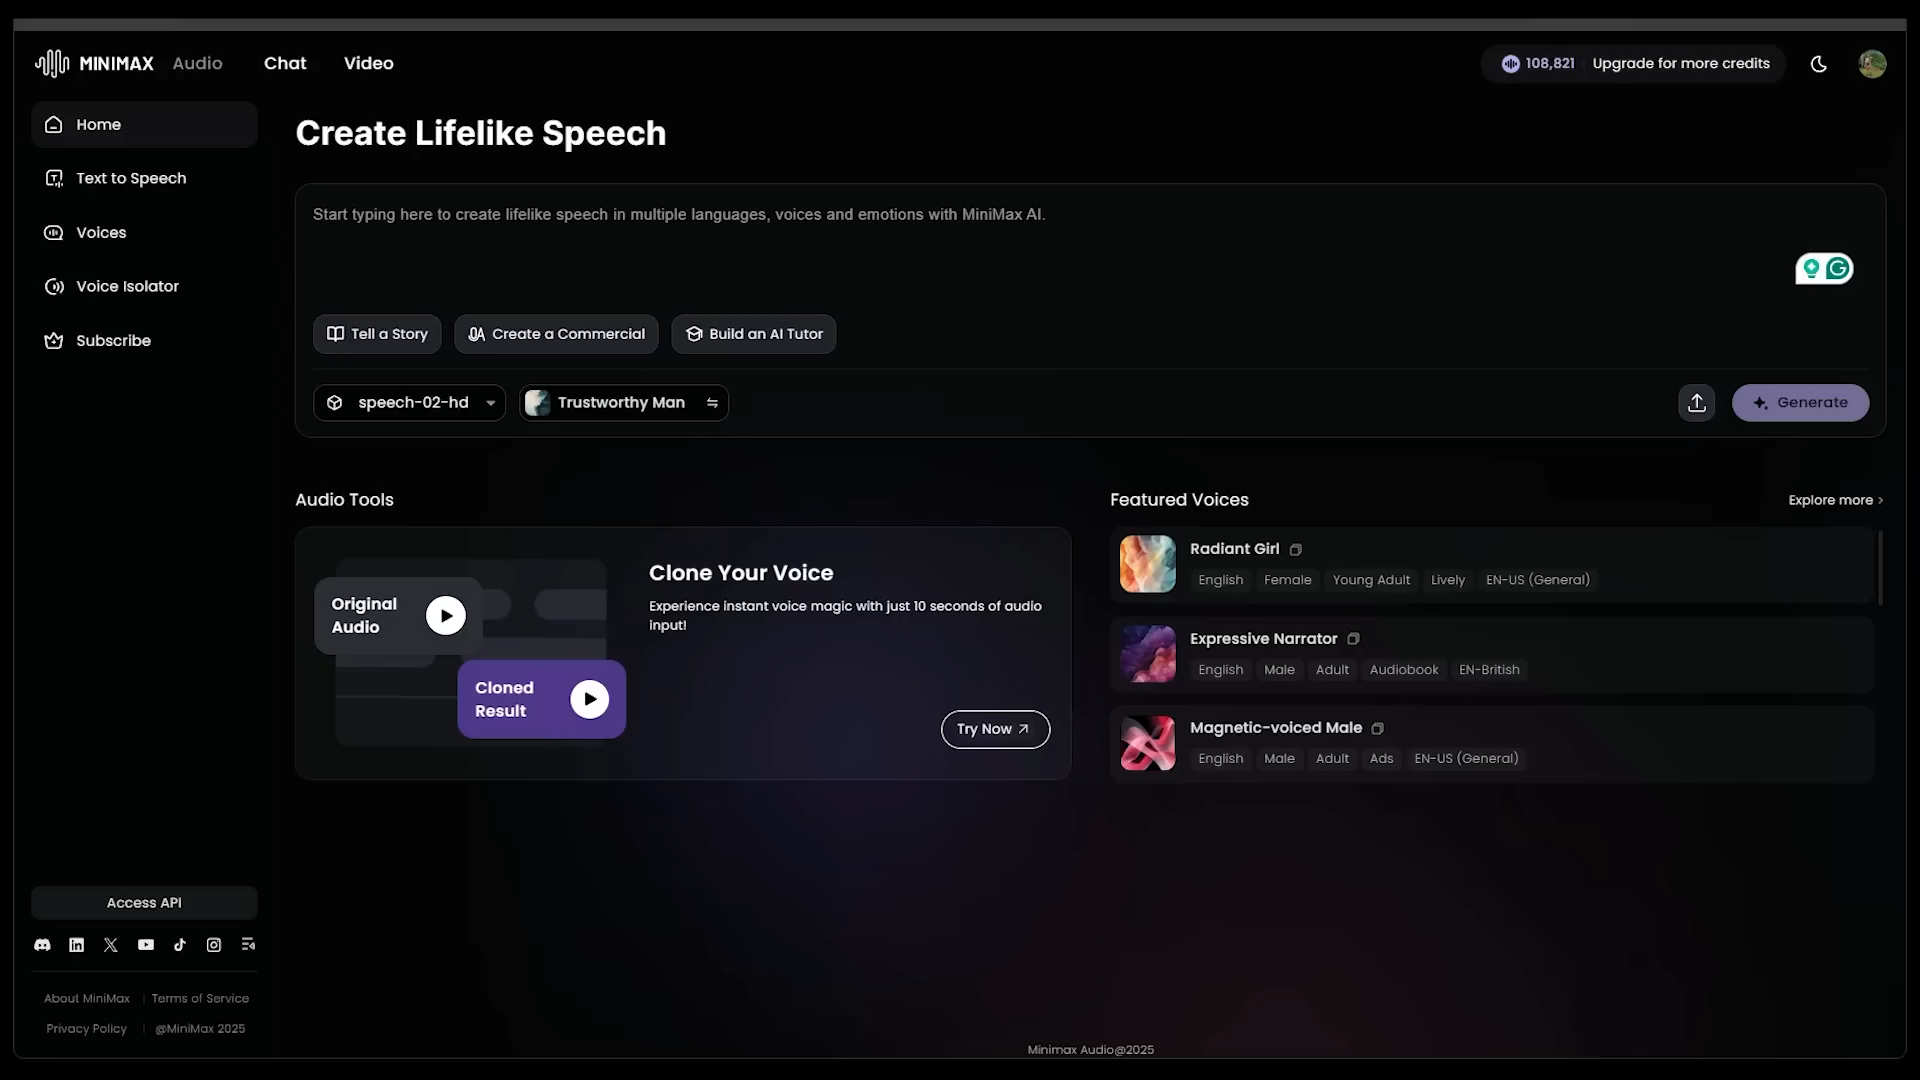 MINIMAX Audio Chat Video
108,821 Upgrade for more credits
Home
Text to Speech
Voices
Voice Isolator
Subscribe
Create Lifelike Speech
Start typing here to create lifelike speech in multiple languages, voices and emotions with MiniMax AI.
Tell a Story
Create a Commercial
Build an AI Tutor
speech-02-hd
Trustworthy Man
Generate
Audio Tools
Original
Audio
Cloned
Result
Clone Your Voice
Experience instant voice magic with just 10 seconds of audio
input!
Try Now
Featured Voices
Explore more >
Radiant Girl
English Female Young Adult Lively EN-US (General)
Expressive Narrator
English Male Adult Audiobook EN-British
Magnetic-voiced Male
English Male Adult Ads EN-US (General)
Access API
About MiniMax | Terms of Service
Privacy Policy | @MiniMax 2025
Minimax Audio@2025